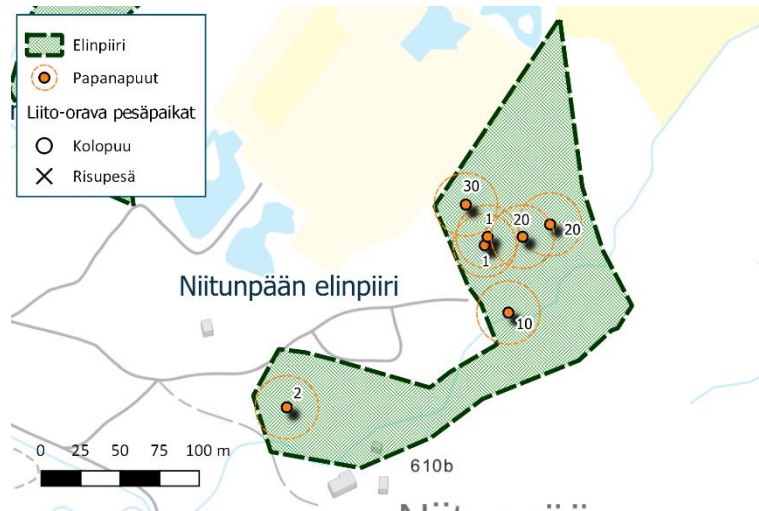 Elinpiiri
Papanapuut
Liito-orava pesäpaikat
Kolopuu
Risupesä
30
1
20
20
1
Niitunpään elinpiiri
10
2
0 25 50 75 100 m
610b